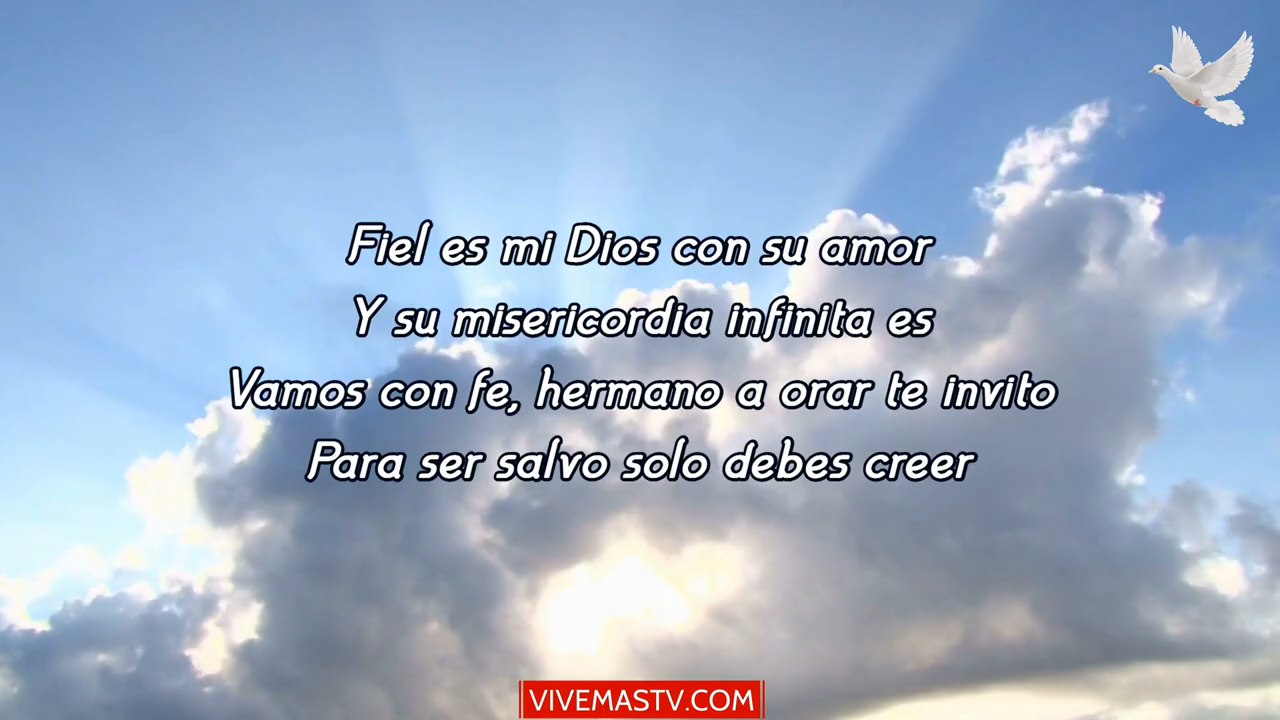 Fiel es mi Dios con su amor
Y su misericordia infinita es
Vamos con fe, hermano a orar te invito
Para ser salvo solo debes creer
VIVEMASTV.COM